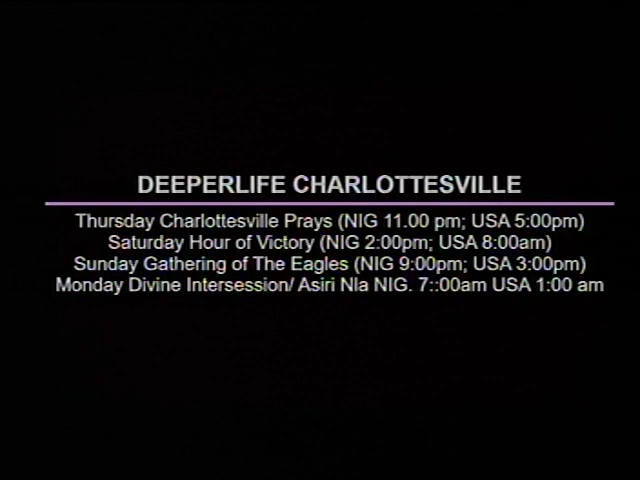 DEEPERLIFE CHARLOTTESVILLE
Thursday Charlottesville Prays (NIG 11.00 pm; USA 5:00pm)
Saturday Hour of Victory (NIG 2:00pm; USA 8:00am)
Sunday Gathering of The Eagles (NIG 9:00pm; USA 3:00pm)
Monday Divine Intersession/ Asiri Nla NIG. 7::00am USA 1:00 am